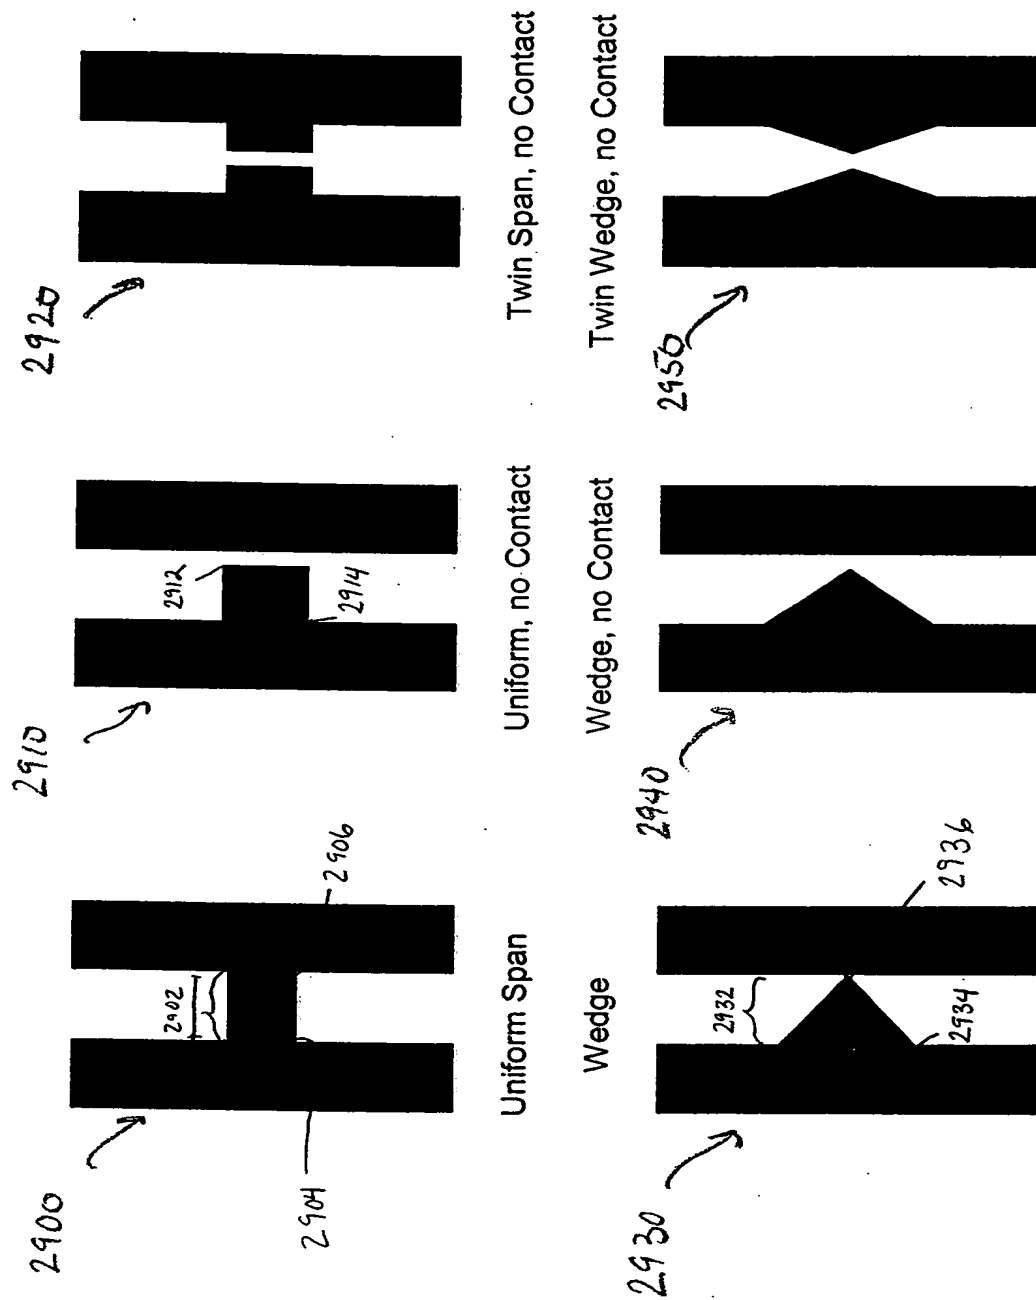 2900
2902
2904
2906
Uniform Span
2910
2912
2914
Uniform, no Contact
2920
Twin Span, no Contact
2930
2932
2934
2936
Wedge
2940
Wedge, no Contact
2950
Twin Wedge, no Contact